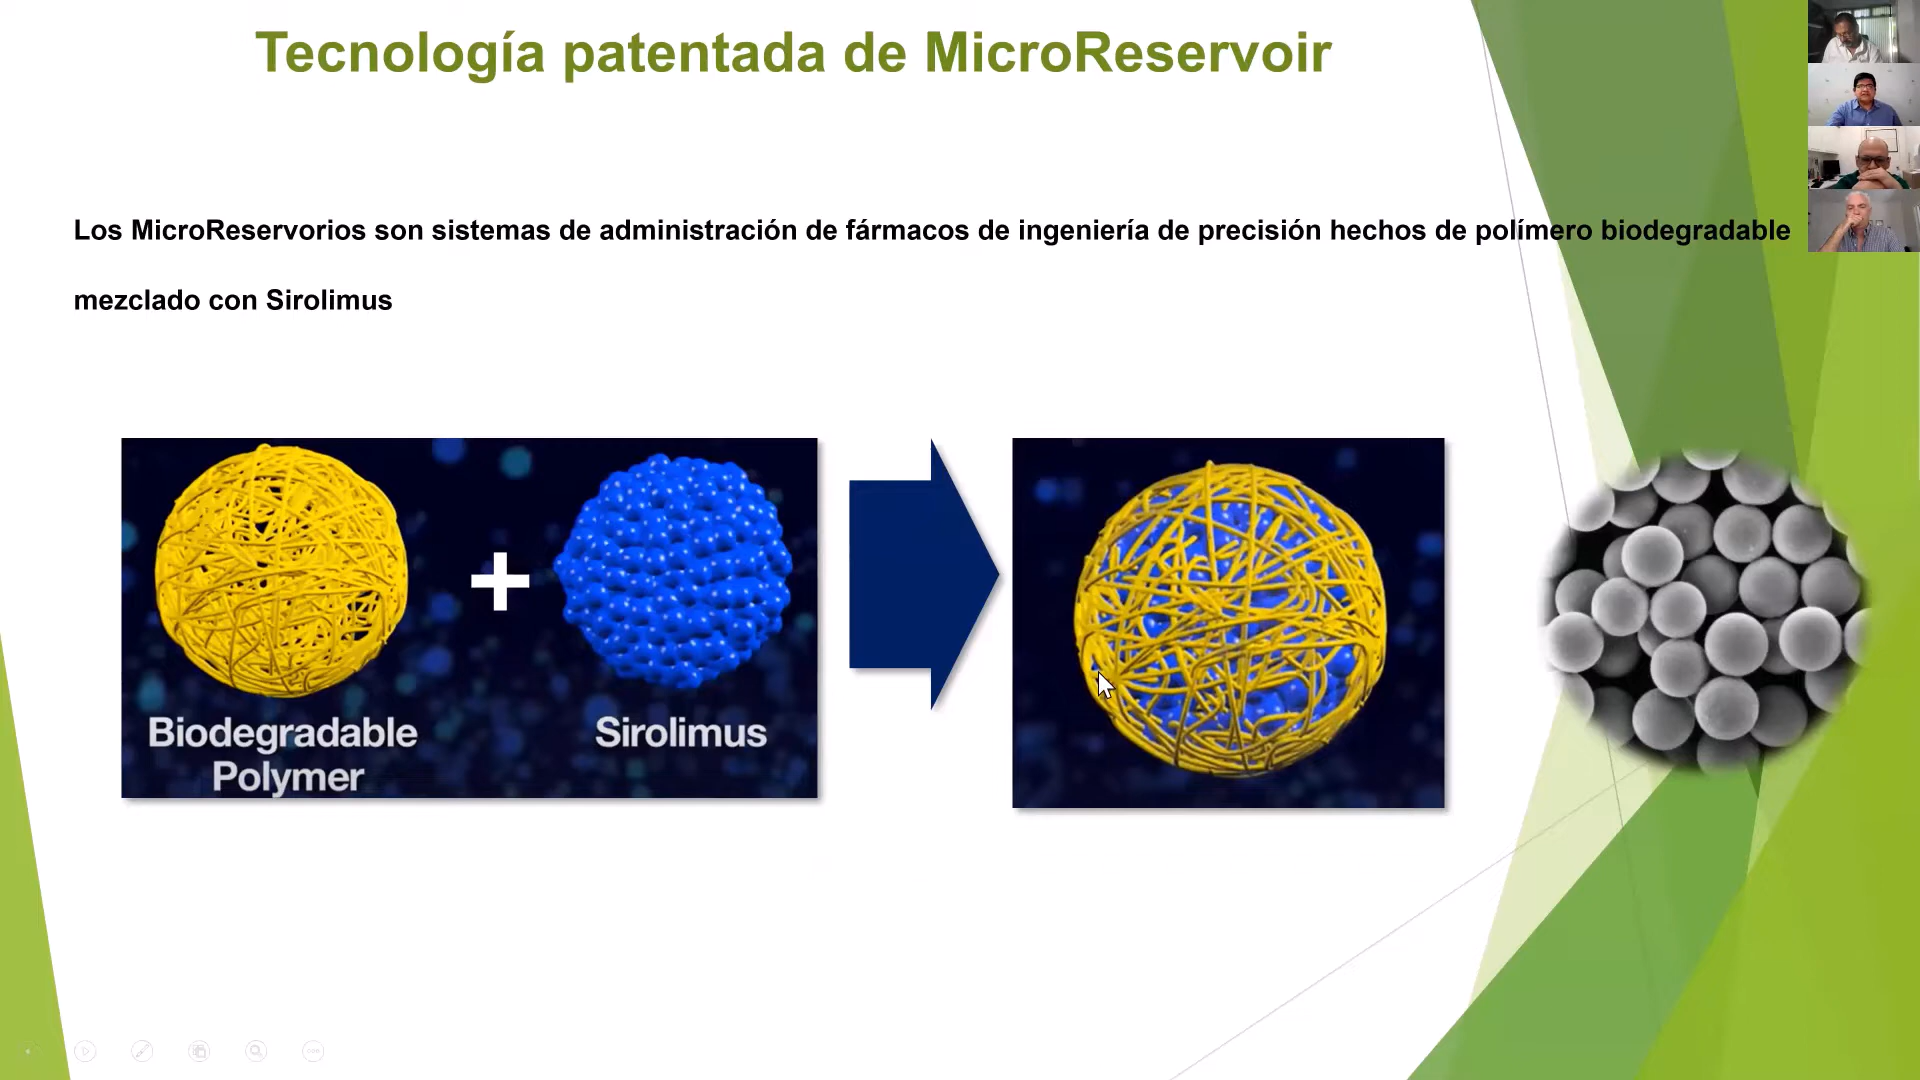 Tecnología patentada de MicroReservoir
Los MicroReservorios son sistemas de administración de fármacos de ingeniería de precisión hechos de polímero biodegradable
mezclado con Sirolimus
Biodegradable
Polymer
+
Sirolimus